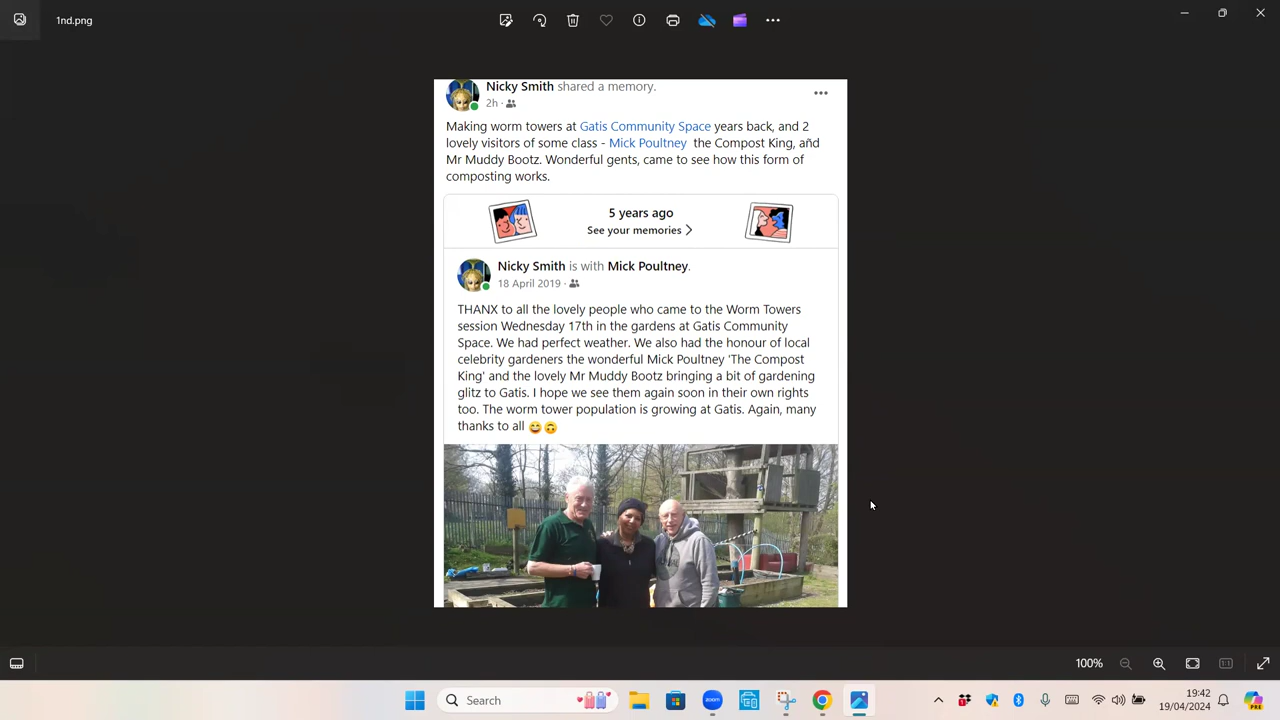 1nd.png
Nicky Smith shared a memory.
2h ·
Making worm towers at Gatis Community Space years back, and 2
lovely visitors of some class - Mick Poultney the Compost King, and
Mr Muddy Bootz. Wonderful gents, came to see how this form of
composting works.
5 years ago
See your memories
Nicky Smith is with Mick Poultney.
18 April 2019 ·
THANX to all the lovely people who came to the Worm Towers
session Wednesday 17th in the gardens at Gatis Community
Space. We had perfect weather. We also had the honour of local
celebrity gardeners the wonderful Mick Poultney 'The Compost
King' and the lovely Mr Muddy Bootz bringing a bit of gardening
glitz to Gatis. I hope we see them again soon in their own rights
too. The worm tower population is growing at Gatis. Again, many
thanks to all
100%
Search
zoom
19:42
19/04/2024
PRE